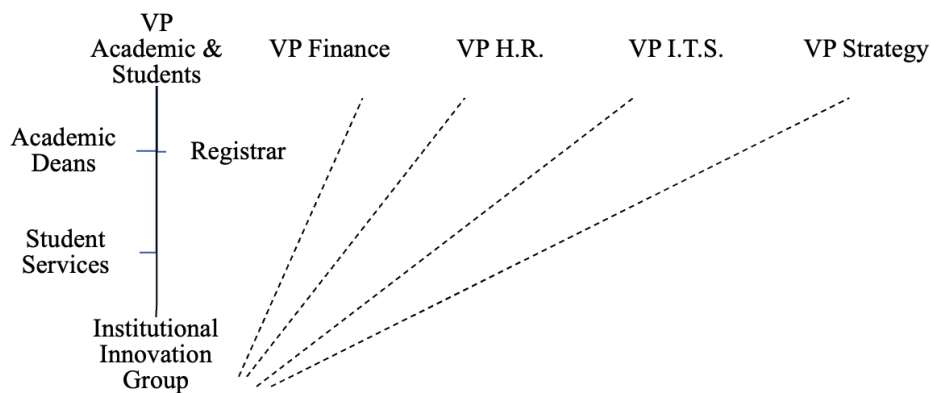 VP
Academic &
Students
VP Finance
VP H.R.
VP I.T.S.
VP Strategy
Academic
Deans
Registrar
Student
Services
Institutional
Innovation
Group